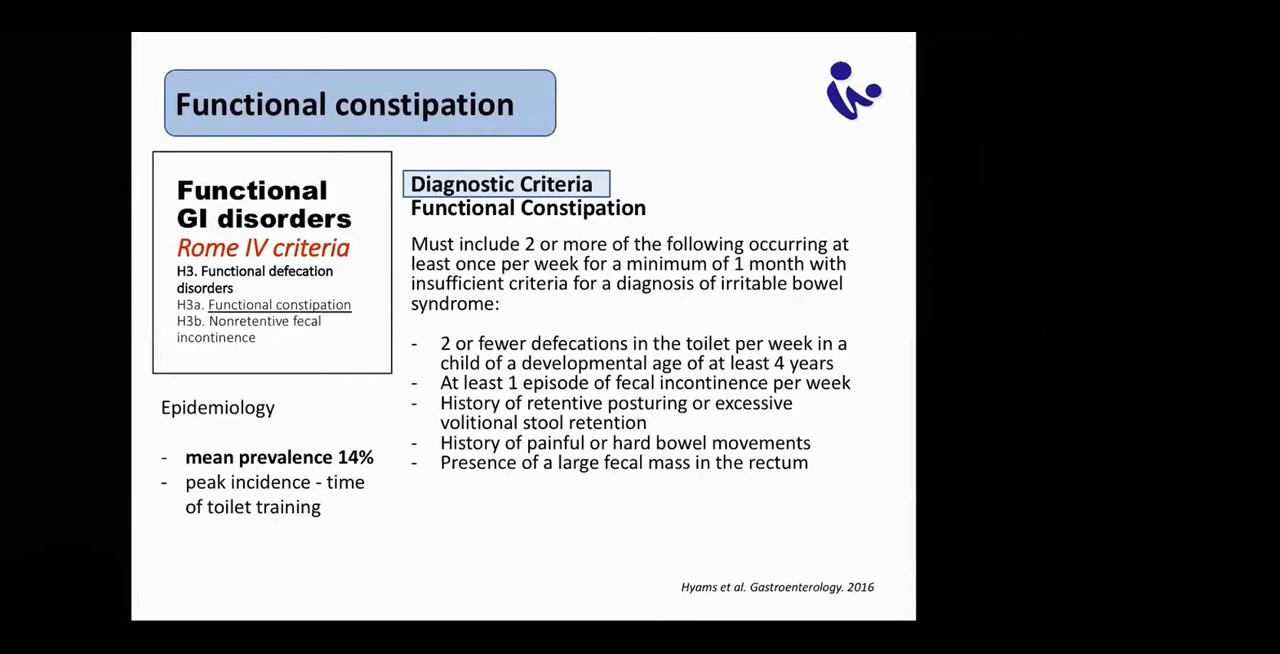 Functional constipation
Functional
GI disorders
Rome IV criteria
H3. Functional defecation
disorders
H3a. Functional constipation
H3b. Nonretentive fecal
incontinence
Epidemiology
- mean prevalence 14%
- peak incidence - time
of toilet training
Diagnostic Criteria
Functional Constipation
Must include 2 or more of the following occurring at
least once per week for a minimum of 1 month with
insufficient criteria for a diagnosis of irritable bowel
syndrome:
- 2 or fewer defecations in the toilet per week in a
child of a developmental age of at least 4 years
- At least 1 episode of fecal incontinence per week
- History of retentive posturing or excessive
volitional stool retention
- History of painful or hard bowel movements
- Presence of a large fecal mass in the rectum
Hyams et al. Gastroenterology. 2016